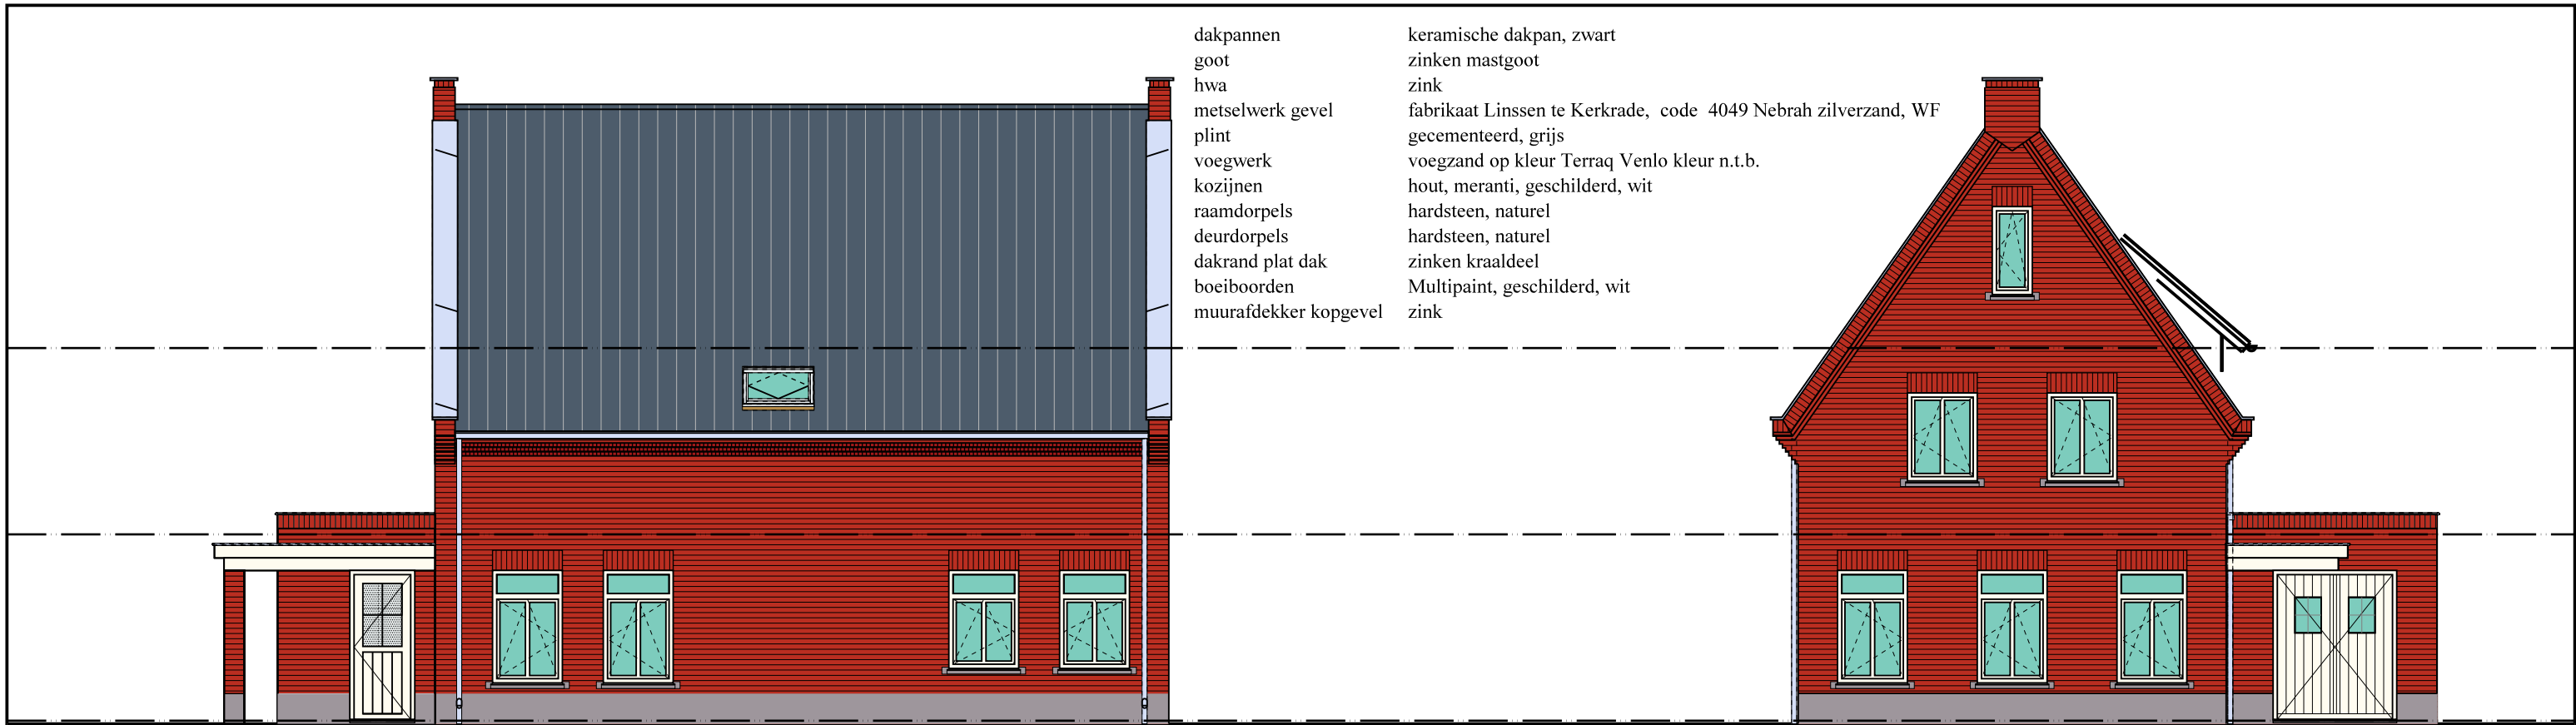 dakpannen keramische dakpan, zwart
goot zinken mastgoot
hwa zink
metselwerk gevel fabrikaat Linssen te Kerkrade, code 4049 Nebrah zilverzand, WF
plint gecementeerd, grijs
voegwerk voegzand op kleur Terraq Venlo kleur n.t.b.
kozijnen hout, meranti, geschilderd, wit
raamdorpels hardsteen, naturel
deurdorpels hardsteen, naturel
dakrand plat dak zinken kraaldeel
boeiboorden Multipaint, geschilderd, wit
muurafdekker kopgevel zink